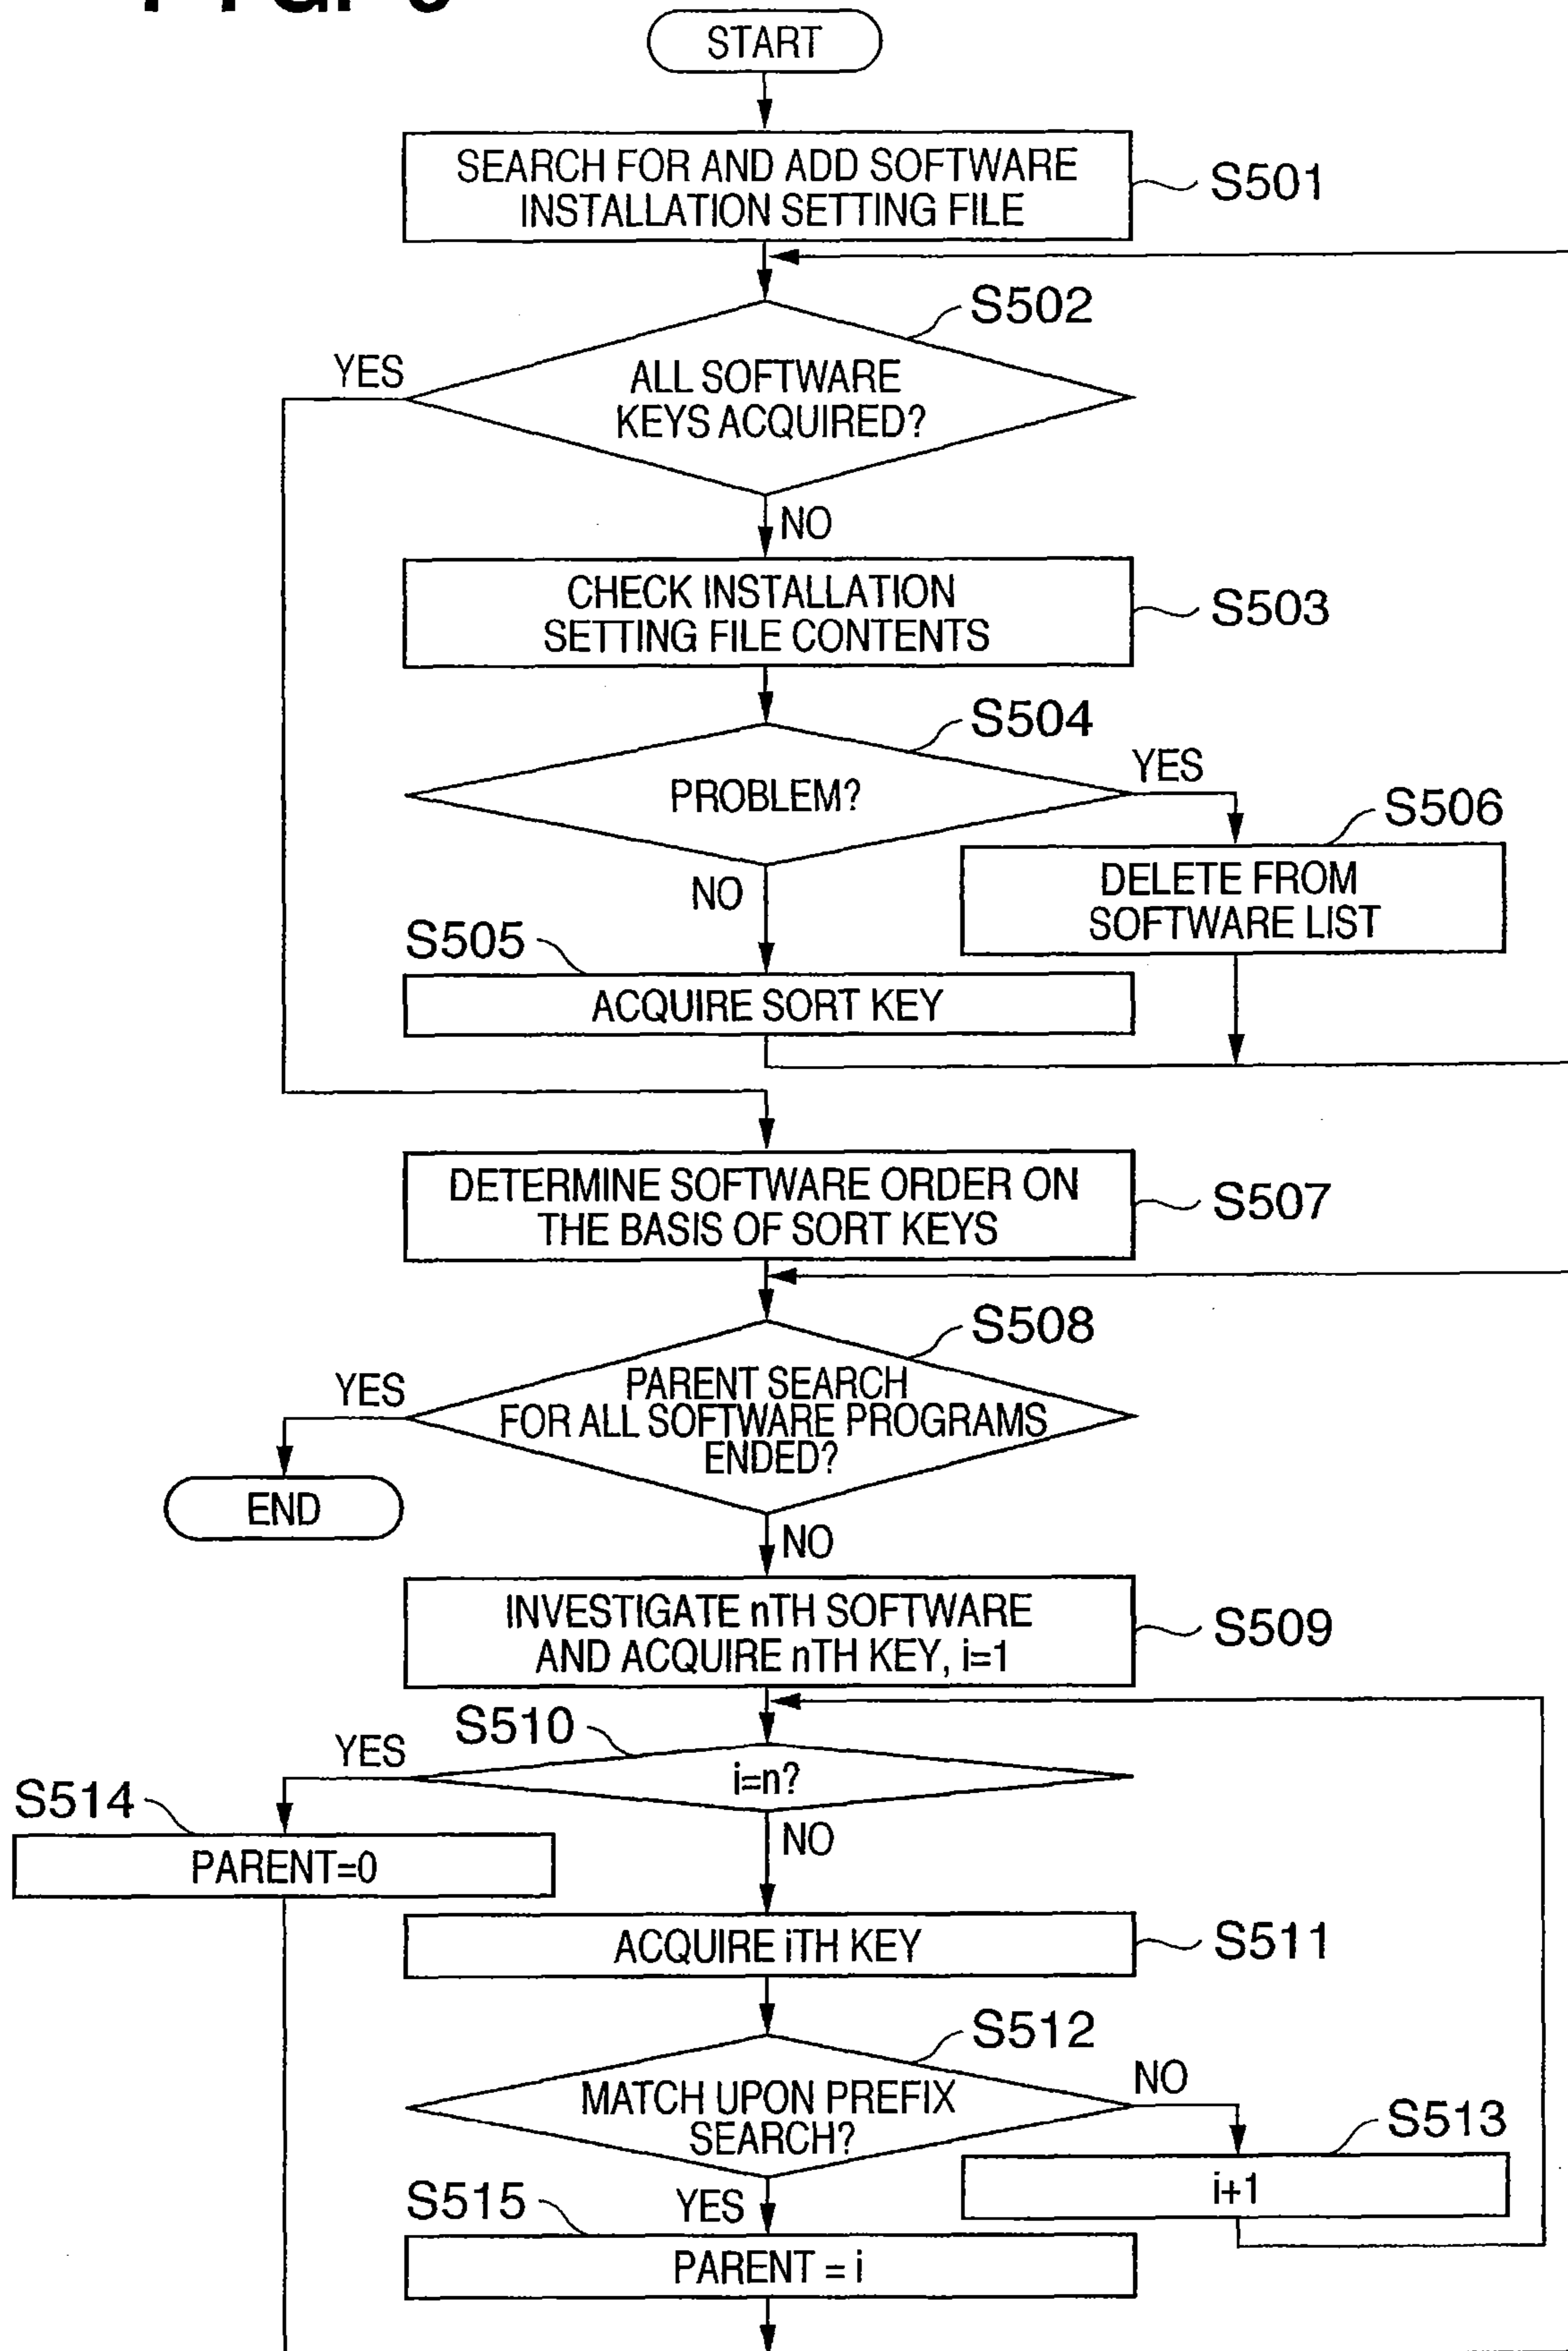 START
SEARCH FOR AND ADD SOFTWARE
INSTALLATION SETTING FILE
S501
S502
YES
ALL SOFTWARE
KEYS ACQUIRED?
NO
CHECK INSTALLATION
SETTING FILE CONTENTS
S503
S504
PROBLEM?
YES
S506
DELETE FROM
SOFTWARE LIST
NO
S505
ACQUIRE SORT KEY
DETERMINE SOFTWARE ORDER ON
THE BASIS OF SORT KEYS
S507
S508
YES
PARENT SEARCH
FOR ALL SOFTWARE PROGRAMS
ENDED?
END
NO
INVESTIGATE nTH SOFTWARE
AND ACQUIRE nTH KEY, i=1
S509
S510
YES
i=n?
S514
PARENT=0
NO
ACQUIRE iTH KEY
S511
S512
MATCH UPON PREFIX
SEARCH?
NO
S513
i+1
S515
YES
PARENT = i